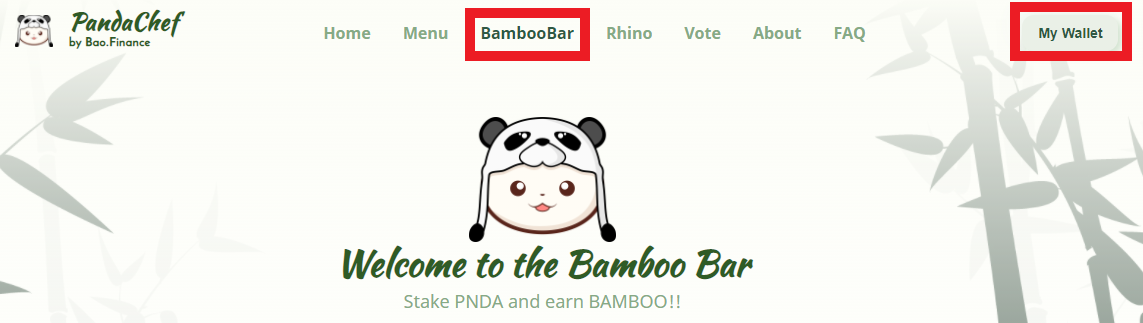 PandaChef
by Bao.Finance
Home Menu BambooBar Rhino Vote About FAQ My Wallet
Welcome to the Bamboo Bar
Stake PNDA and earn BAMBOO!!